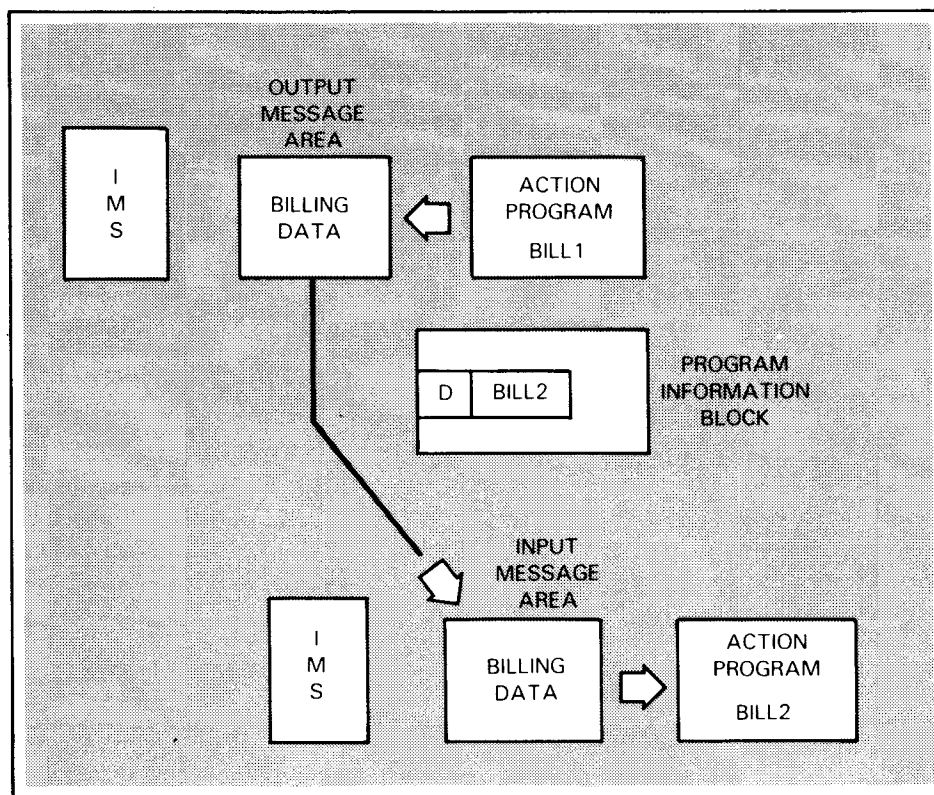 OUTPUT
MESSAGE
AREA
I
M
S
BILLING
DATA
ACTION
PROGRAM
BILL1
D
BILL2
PROGRAM
INFORMATION
BLOCK
INPUT
MESSAGE
AREA
I
M
S
BILLING
DATA
ACTION
PROGRAM
BILL2